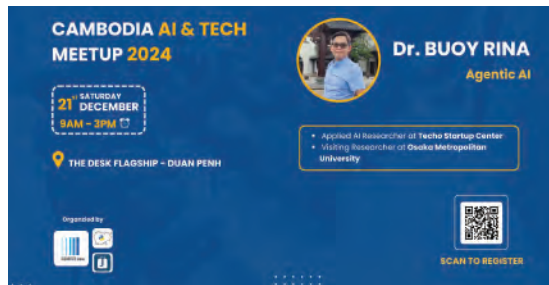 CAMBODIA AI & TECH
MEETUP 2024
21st SATURDAY
DECEMBER
9AM - 3PM
THE DESK FLAGSHIP - DUAN PENH
Organized by
Dr. BUOY RINA
Agentic AI
• Applied AI Researcher at Techo Startup Center
• Visiting Researcher at Osaka Metropolitan
University
SCAN TO REGISTER